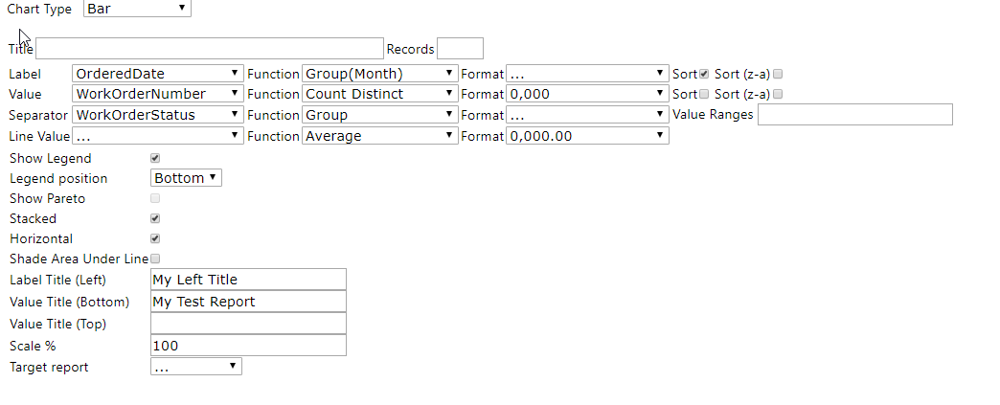 Chart Type Bar
Title Records
Label OrderedDate Function Group(Month) Format ... Sort Sort (z-a)
Value WorkOrderNumber Function Count Distinct Format 0,000 Sort Sort (z-a)
Separator WorkOrderStatus Function Group Format ... Value Ranges
Line Value ... Function Average Format 0,000.00
Show Legend
Legend position Bottom
Show Pareto
Stacked
Horizontal
Shade Area Under Line
Label Title (Left) My Left Title
Value Title (Bottom) My Test Report
Value Title (Top)
Scale % 100
Target report ...